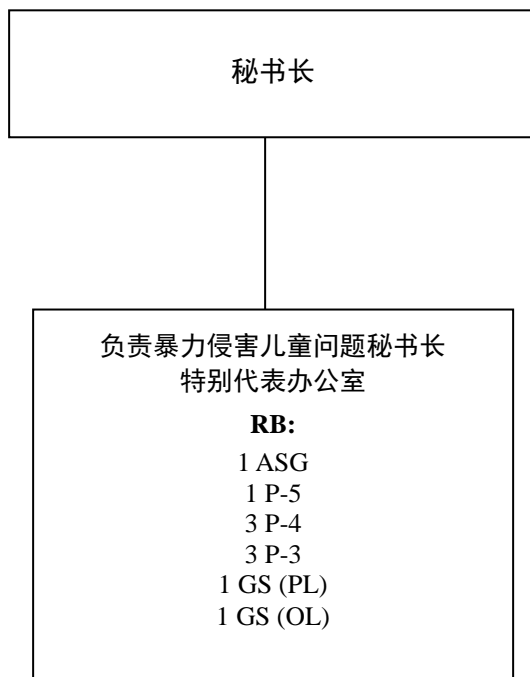 秘书长
负责暴力侵害儿童问题秘书长
特别代表办公室
RB:
1 ASG
1 P-5
3 P-4
3 P-3
1 GS (PL)
1 GS (OL)